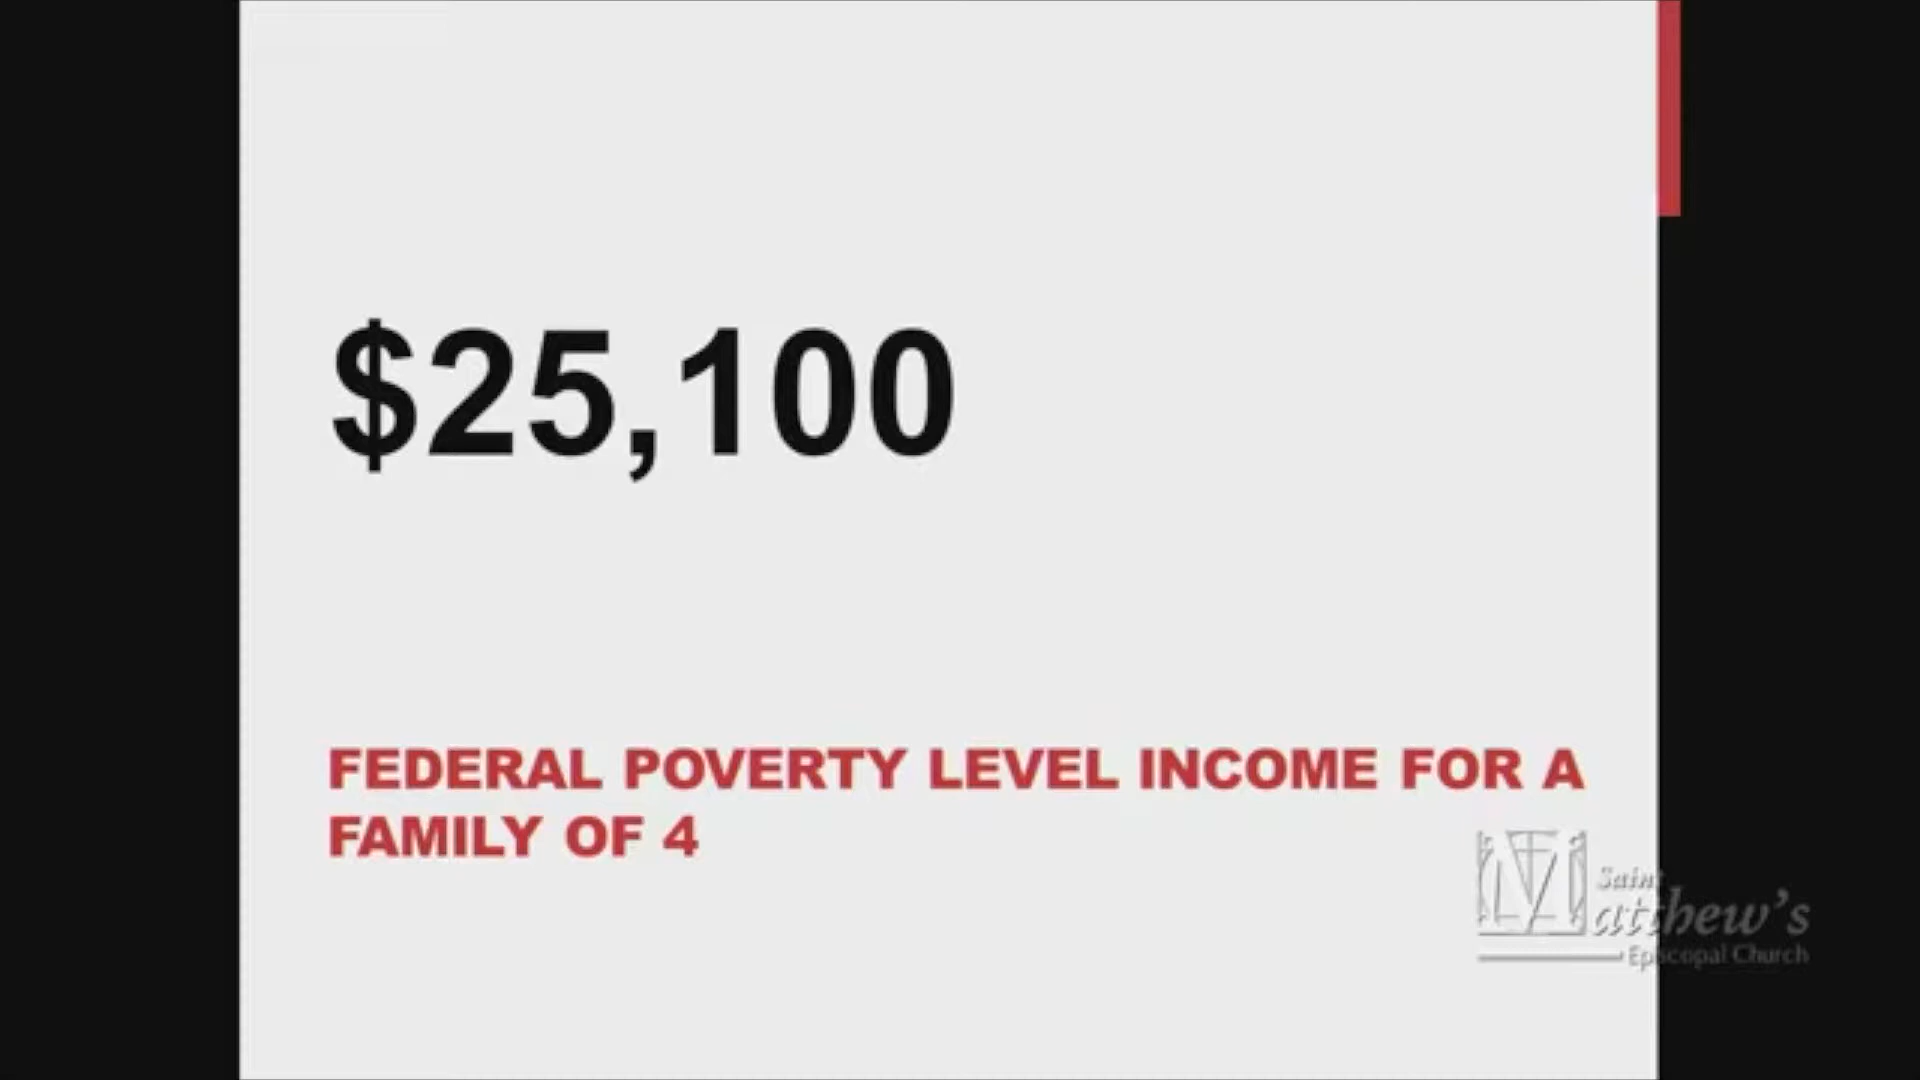 $25,100
FEDERAL POVERTY LEVEL INCOME FOR A
FAMILY OF 4
Saint
Matthew's
Episcopal Church